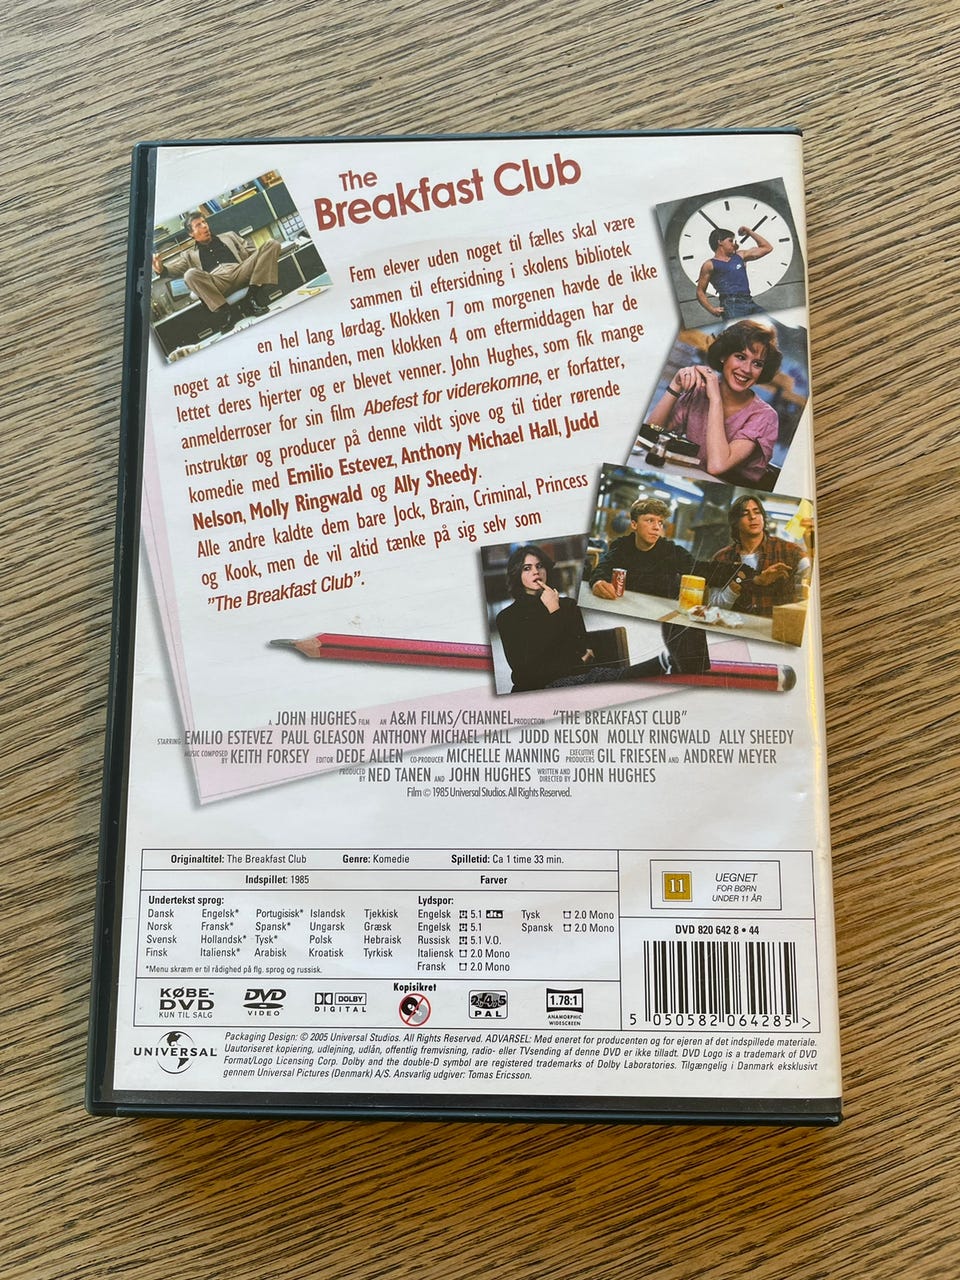 The
Breakfast Club
Fem elever uden noget til fælles skal være
sammen til eftersidning i skolens bibliotek
en hel lang lørdag. Klokken 7 om morgenen havde de ikke
noget at sige til hinanden, men klokken 4 om eftermiddagen har de
lettet deres hjerter og er blevet venner. John Hughes, som fik mange
anmelderroser for sin film Abefest for viderekomne, er forfatter,
instruktør og producer på denne vildt sjove og til tider rørende
komedie med Emilio Estevez, Anthony Michael Hall, Judd
Nelson, Molly Ringwald og Ally Sheedy.
Alle andre kaldte dem bare Jock, Brain, Criminal, Princess
og Kook, men de vil altid tænke på sig selv som
"The Breakfast Club".
A JOHN HUGHES FILM AN A&M FILMS/CHANNEL PRODUCTION "THE BREAKFAST CLUB"
STARRING EMILIO ESTEVEZ PAUL GLEASON ANTHONY MICHAEL HALL JUDD NELSON MOLLY RINGWALD ALLY SHEEDY
MUSIC COMPOSED BY KEITH FORSEY EDITOR DEDE ALLEN CO-PRODUCER MICHELLE MANNING EXECUTIVE PRODUCERS GIL FRIESEN AND ANDREW MEYER
PRODUCED BY NED TANEN AND JOHN HUGHES WRITTEN AND DIRECTED BY JOHN HUGHES
Film © 1985 Universal Studios. All Rights Reserved.
Originaltitel: The Breakfast Club Genre: Komedie Spilletid: Ca 1 time 33 min.
Indspillet: 1985 Farver
Undertekst sprog:
Dansk Engelsk* Portugisisk* Islandsk Tjekkisk
Norsk Fransk* Spansk* Ungarsk Græsk
Svensk Hollandsk* Tysk* Polsk Hebraisk
Finsk Italiensk* Arabisk Kroatisk Tyrkisk
*Menu skærm er til rådighed på flg. sprog og russisk.
Lydspor:
Engelsk 5.1 dts Tysk 2.0 Mono
Engelsk 5.1 Spansk 2.0 Mono
Russisk 5.1 V.O.
Italiensk 2.0 Mono
Fransk 2.0 Mono
11
UEGNET
FOR BØRN
UNDER 11 ÅR
DVD 820 642 8 • 44
5 050582 064285 >
KØBE-
DVD
KUN TIL SALG
DVD
VIDEO
DOLBY
DIGITAL
Kopisikret
2.4.5
PAL
1.78:1
ANAMORPHIC
WIDESCREEN
UNIVERSAL
Packaging Design: © 2005 Universal Studios. All Rights Reserved. ADVARSEL: Med eneret for producenten og for ejeren af det indspillede materiale.
Uautoriseret kopiering, udlejning, udlån, offentlig fremvisning, radio- eller TVsending af denne DVD er ikke tilladt. DVD Logo is a trademark of DVD
Format/Logo Licensing Corp. Dolby and the double-D symbol are registered trademarks of Dolby Laboratories. Tilgængelig i Danmark eksklusivt
gennem Universal Pictures (Denmark) A/S. Ansvarlig udgiver: Tomas Ericsson.